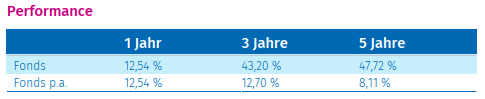 Performance
1 Jahr 3 Jahre 5 Jahre
Fonds 12,54 % 43,20 % 47,72 %
Fonds p.a. 12,54 % 12,70 % 8,11 %